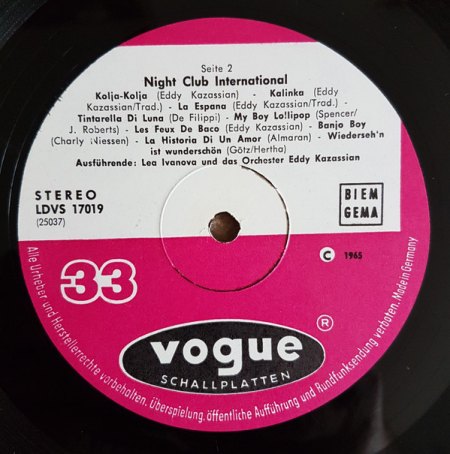 Seite 2
Night Club International
Kolja-Kolja (Eddy Kazassian) - Kalinka (Eddy
Kazassian/Trad.) - La Espana (Eddy Kazassian/Trad.) -
Tintarella Di Luna (De Filippi) - My Boy Lollipop (Spencer/
J. Roberts) - Les Feux De Baco (Eddy Kazassian) - Banjo Boy
(Charly Niessen) - La Historia Di Un Amor (Almaran) - Wiederseh'n
ist wunderschön (Götz/Hertha)
Ausführende: Lea Ivanova und das Orchester Eddy Kazassian
STEREO
LDVS 17019
(25037)
BIEM
GEMA
33
C 1965
vogue ®
SCHALLPLATTEN
Alle Urheber und Herstellerrechte vorbehalten. Überspielung, öffentliche Aufführung und Rundfunksendung verboten. Made in Germany